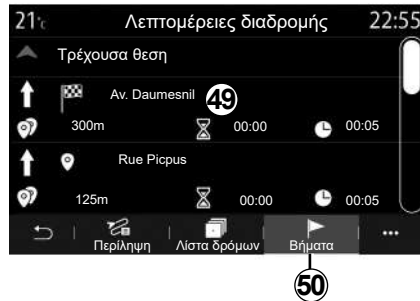 21°c Λεπτομέρειες διαδρομής 22:55
Τρέχουσα θεση
Av. Daumesnil 49
300m 00:00 00:05
Rue Picpus
125m 00:00 00:05
Περίληψη Λίστα δρόμων Βήματα ...
50